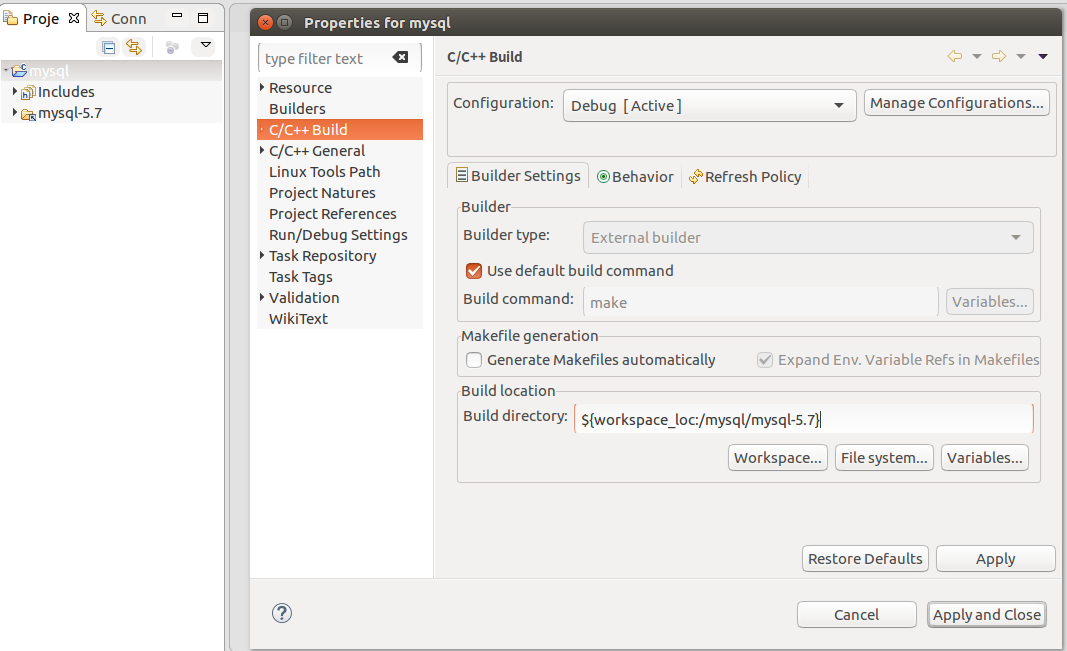 Proje
Conn
mysql
Includes
mysql-5.7
Properties for mysql
type filter text
Resource
Builders
C/C++ Build
C/C++ General
Linux Tools Path
Project Natures
Project References
Run/Debug Settings
Task Repository
Task Tags
Validation
WikiText
C/C++ Build
Configuration: Debug [ Active ] Manage Configurations...
Builder Settings Behavior Refresh Policy
Builder
Builder type: External builder
Use default build command
Build command: make Variables...
Makefile generation
Generate Makefiles automatically Expand Env. Variable Refs in Makefiles
Build location
Build directory: ${workspace_loc:/mysql/mysql-5.7}
Workspace... File system... Variables...
Restore Defaults Apply
Cancel Apply and Close